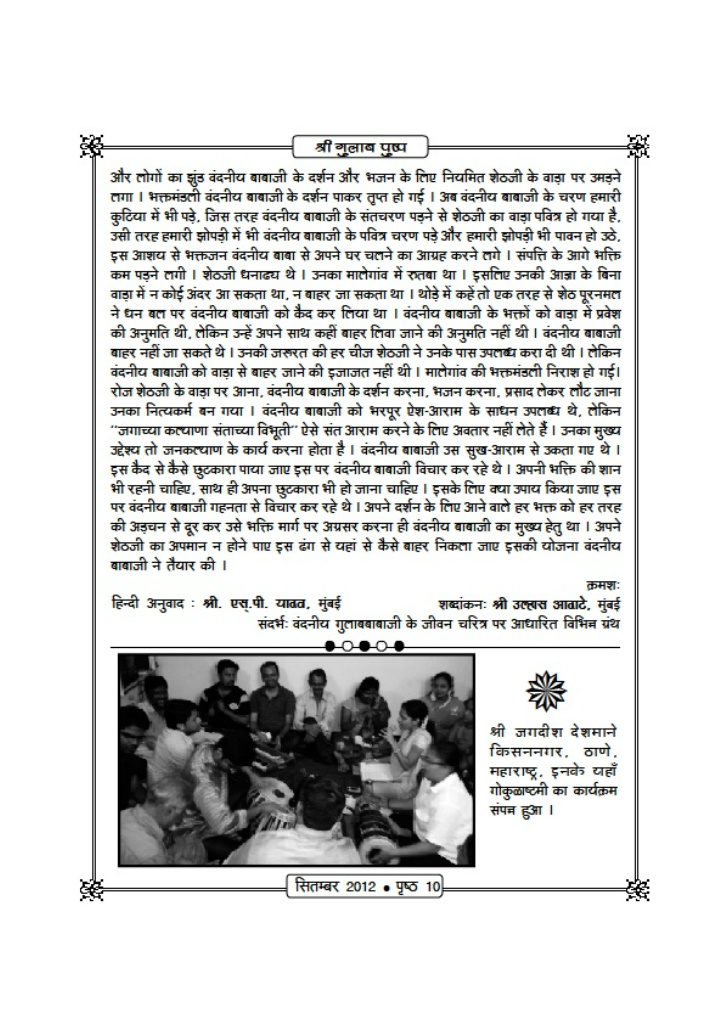 श्री गुलाब पुष्प
और लोगों का झुंड वंदनीय बाबाजी के दर्शन और भजन के लिए नियमित शेठजी के वाडा पर उमड़ने
लगा । भक्तमंडली वंदनीय बाबाजी के दर्शन पाकर तृप्त हो गई । अब वंदनीय बाबाजी के चरण हमारी
कुटिया में भी पड़े, जिस तरह वंदनीय बाबाजी के संतचरण पड़ने से शेठजी का वाडा पवित्र हो गया है,
उसी तरह हमारी झोपड़ी में भी वंदनीय बाबाजी के पवित्र चरण पड़े और हमारी झोपड़ी भी पावन हो उठे,
इस आशय से भक्तजन वंदनीय बाबा से अपने घर चलने का आग्रह करने लगे । संपत्ति के आगे भक्ति
कम पड़ने लगी । शेठजी धनाढ्य थे । उनका मालेगांव में रुतबा था । इसलिए उनकी आज्ञा के बिना
वाडा में न कोई अंदर आ सकता था, न बाहर जा सकता था । थोड़े में कहें तो एक तरह से शेठ पूरनमल
ने धन बल पर वंदनीय बाबाजी को कैद कर लिया था । वंदनीय बाबाजी के भक्तों को वाडा में प्रवेश
की अनुमति थी, लेकिन उन्हें अपने साथ कहीं बाहर लिवा जाने की अनुमति नहीं थी । वंदनीय बाबाजी
बाहर नहीं जा सकते थे । उनकी जरुरत की हर चीज शेठजी ने उनके पास उपलब्ध करा दी थी । लेकिन
वंदनीय बाबाजी को वाडा से बाहर जाने की इजाजत नहीं थी । मालेगांव की भक्तमंडली निराश हो गई।
रोज शेठजी के वाडा पर आना, वंदनीय बाबाजी के दर्शन करना, भजन करना, प्रसाद लेकर लौट जाना
उनका नित्यकर्म बन गया । वंदनीय बाबाजी को भरपूर ऐश-आराम के साधन उपलब्ध थे, लेकिन
''जगाच्या कल्याणा संताच्या विभूती'' ऐसे संत आराम करने के लिए अवतार नहीं लेते हैं । उनका मुख्य
उद्देश्य तो जनकल्याण के कार्य करना होता है । वंदनीय बाबाजी उस सुख-आराम से उकता गए थे ।
इस कैद से कैसे छुटकारा पाया जाए इस पर वंदनीय बाबाजी विचार कर रहे थे । अपनी भक्ति की शान
भी रहनी चाहिए, साथ ही अपना छुटकारा भी हो जाना चाहिए । इसके लिए क्या उपाय किया जाए इस
पर वंदनीय बाबाजी गहनता से विचार कर रहे थे । अपने दर्शन के लिए आने वाले हर भक्त को हर तरह
की अड़चन से दूर कर उसे भक्ति मार्ग पर अग्रसर करना ही वंदनीय बाबाजी का मुख्य हेतु था । अपने
शेठजी का अपमान न होने पाए इस ढंग से यहां से कैसे बाहर निकला जाए इसकी योजना वंदनीय
बाबाजी ने तैयार की ।
क्रमशः
हिन्दी अनुवाद : श्री. एस्.पी. यादव, मुंबई शब्दांकनः श्री उल्हास आवाटे, मुंबई
संदर्भः वंदनीय गुलाबबाबाजी के जीवन चरित्र पर आधारित विभिन्न ग्रंथ
श्री जगदीश देशमाने
किसननगर, ठाणे,
महाराष्ट्र, इनके यहाँ
गोकुळाष्टमी का कार्यक्रम
संपन्न हुआ ।
सितम्बर 2012 ● पृष्ठ 10